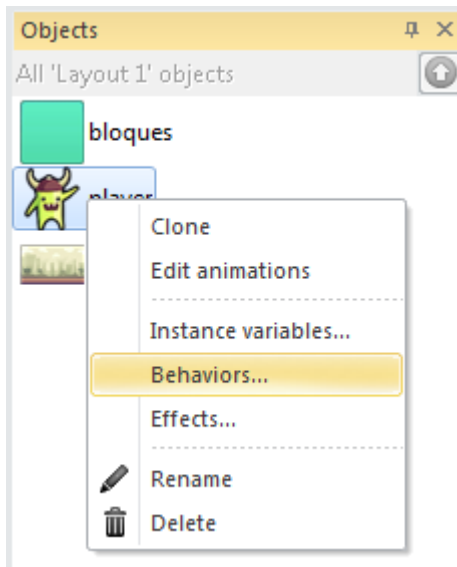 Objects
All 'Layout 1' objects
bloques
player
Clone
Edit animations
Instance variables...
Behaviors...
Effects...
Rename
Delete